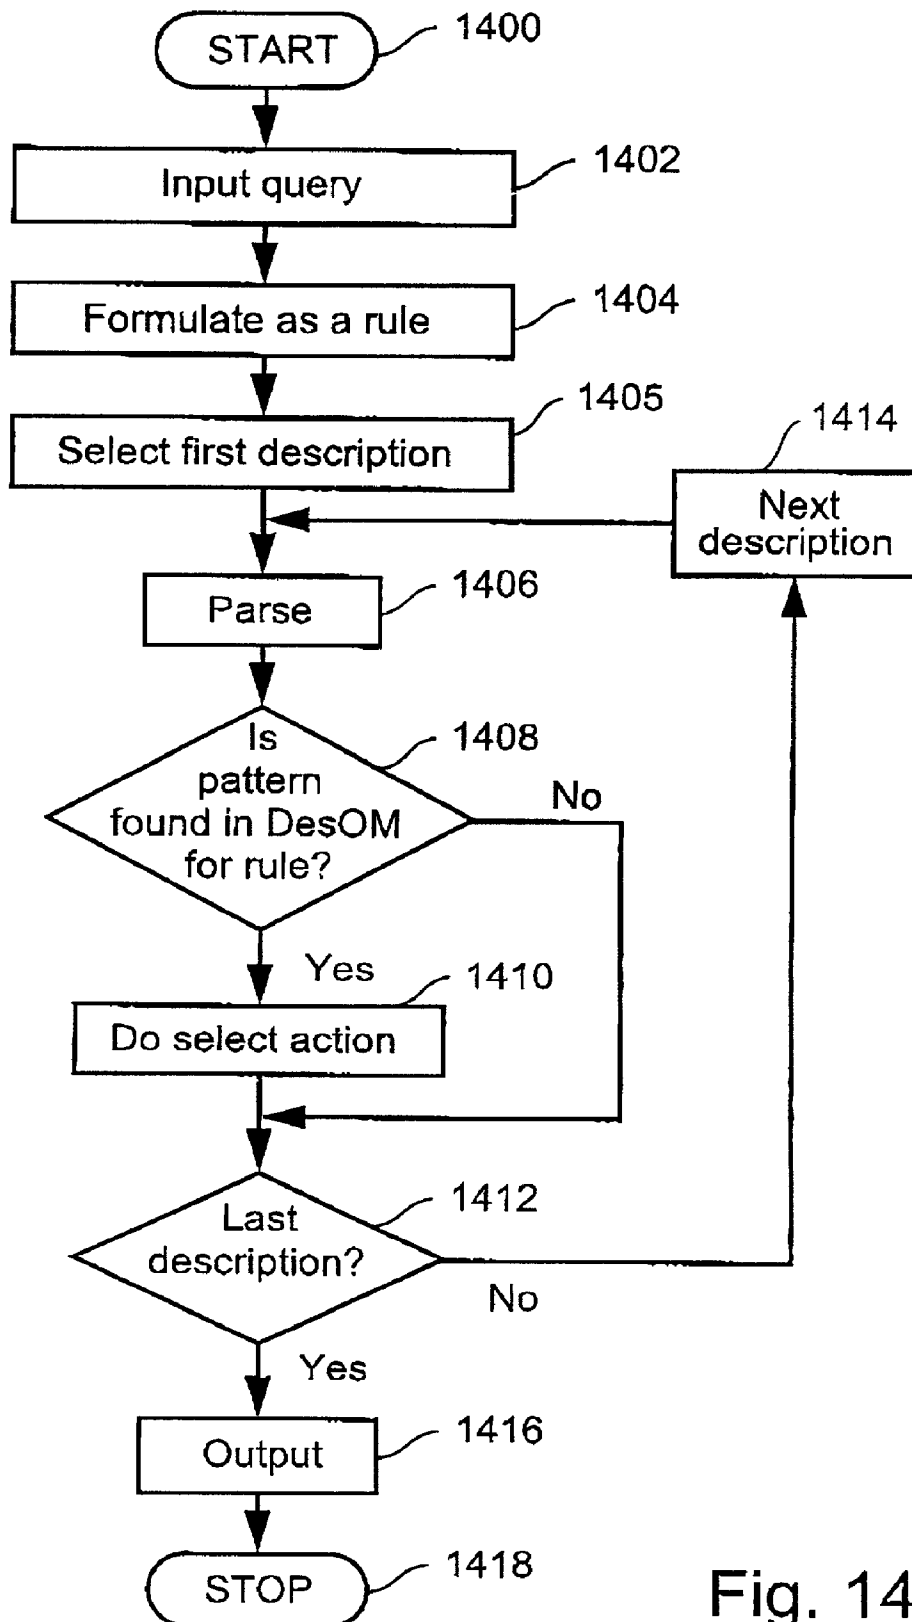 START
1400
Input query
1402
Formulate as a rule
1404
Select first description
1405
Next
description
1414
Parse
1406
Is
pattern
found in DesOM
for rule?
1408
No
Yes
Do select action
1410
Last
description?
1412
No
Yes
Output
1416
STOP
1418
Fig. 14